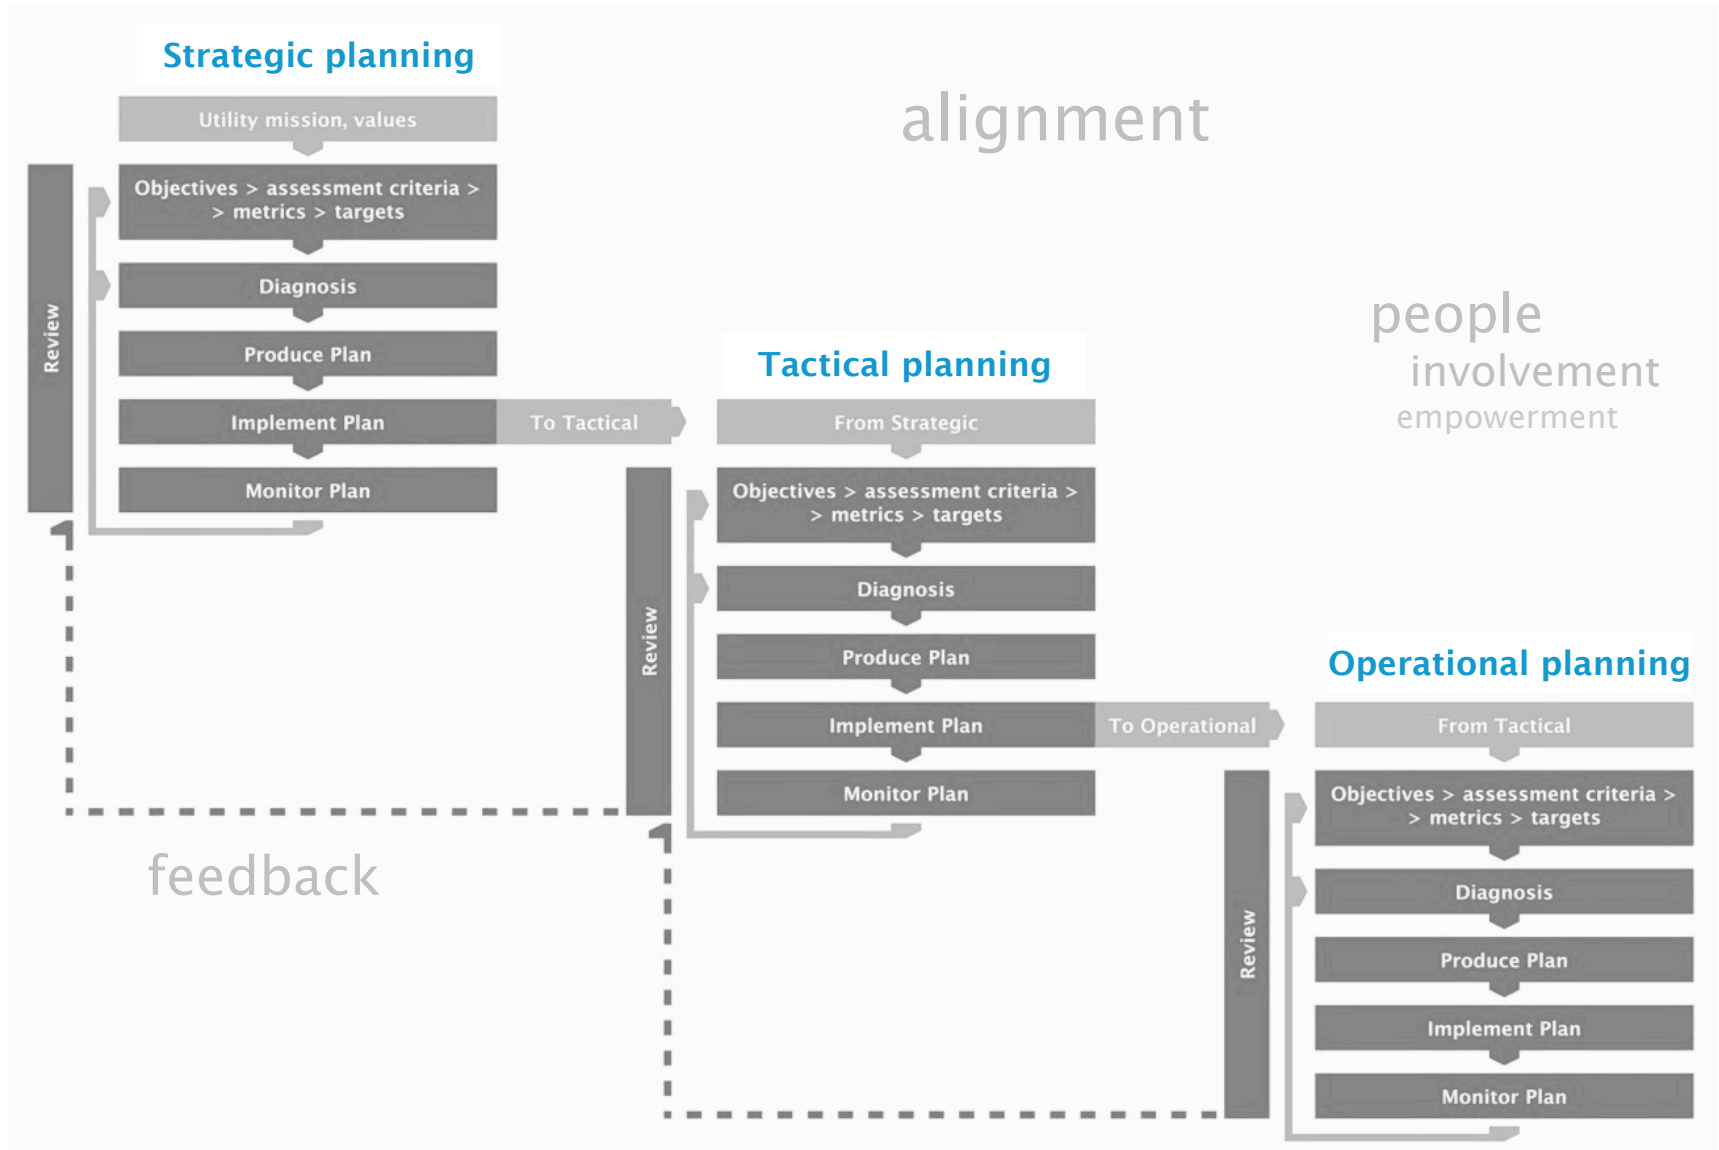 Strategic planning
Utility mission, values
Objectives > assessment criteria >
> metrics > targets
Diagnosis
Produce Plan
Implement Plan
To Tactical
Monitor Plan
Review
alignment
people
involvement
empowerment
Tactical planning
From Strategic
Objectives > assessment criteria >
> metrics > targets
Diagnosis
Produce Plan
Implement Plan
To Operational
Monitor Plan
Review
feedback
Operational planning
From Tactical
Objectives > assessment criteria >
> metrics > targets
Diagnosis
Produce Plan
Implement Plan
Monitor Plan
Review